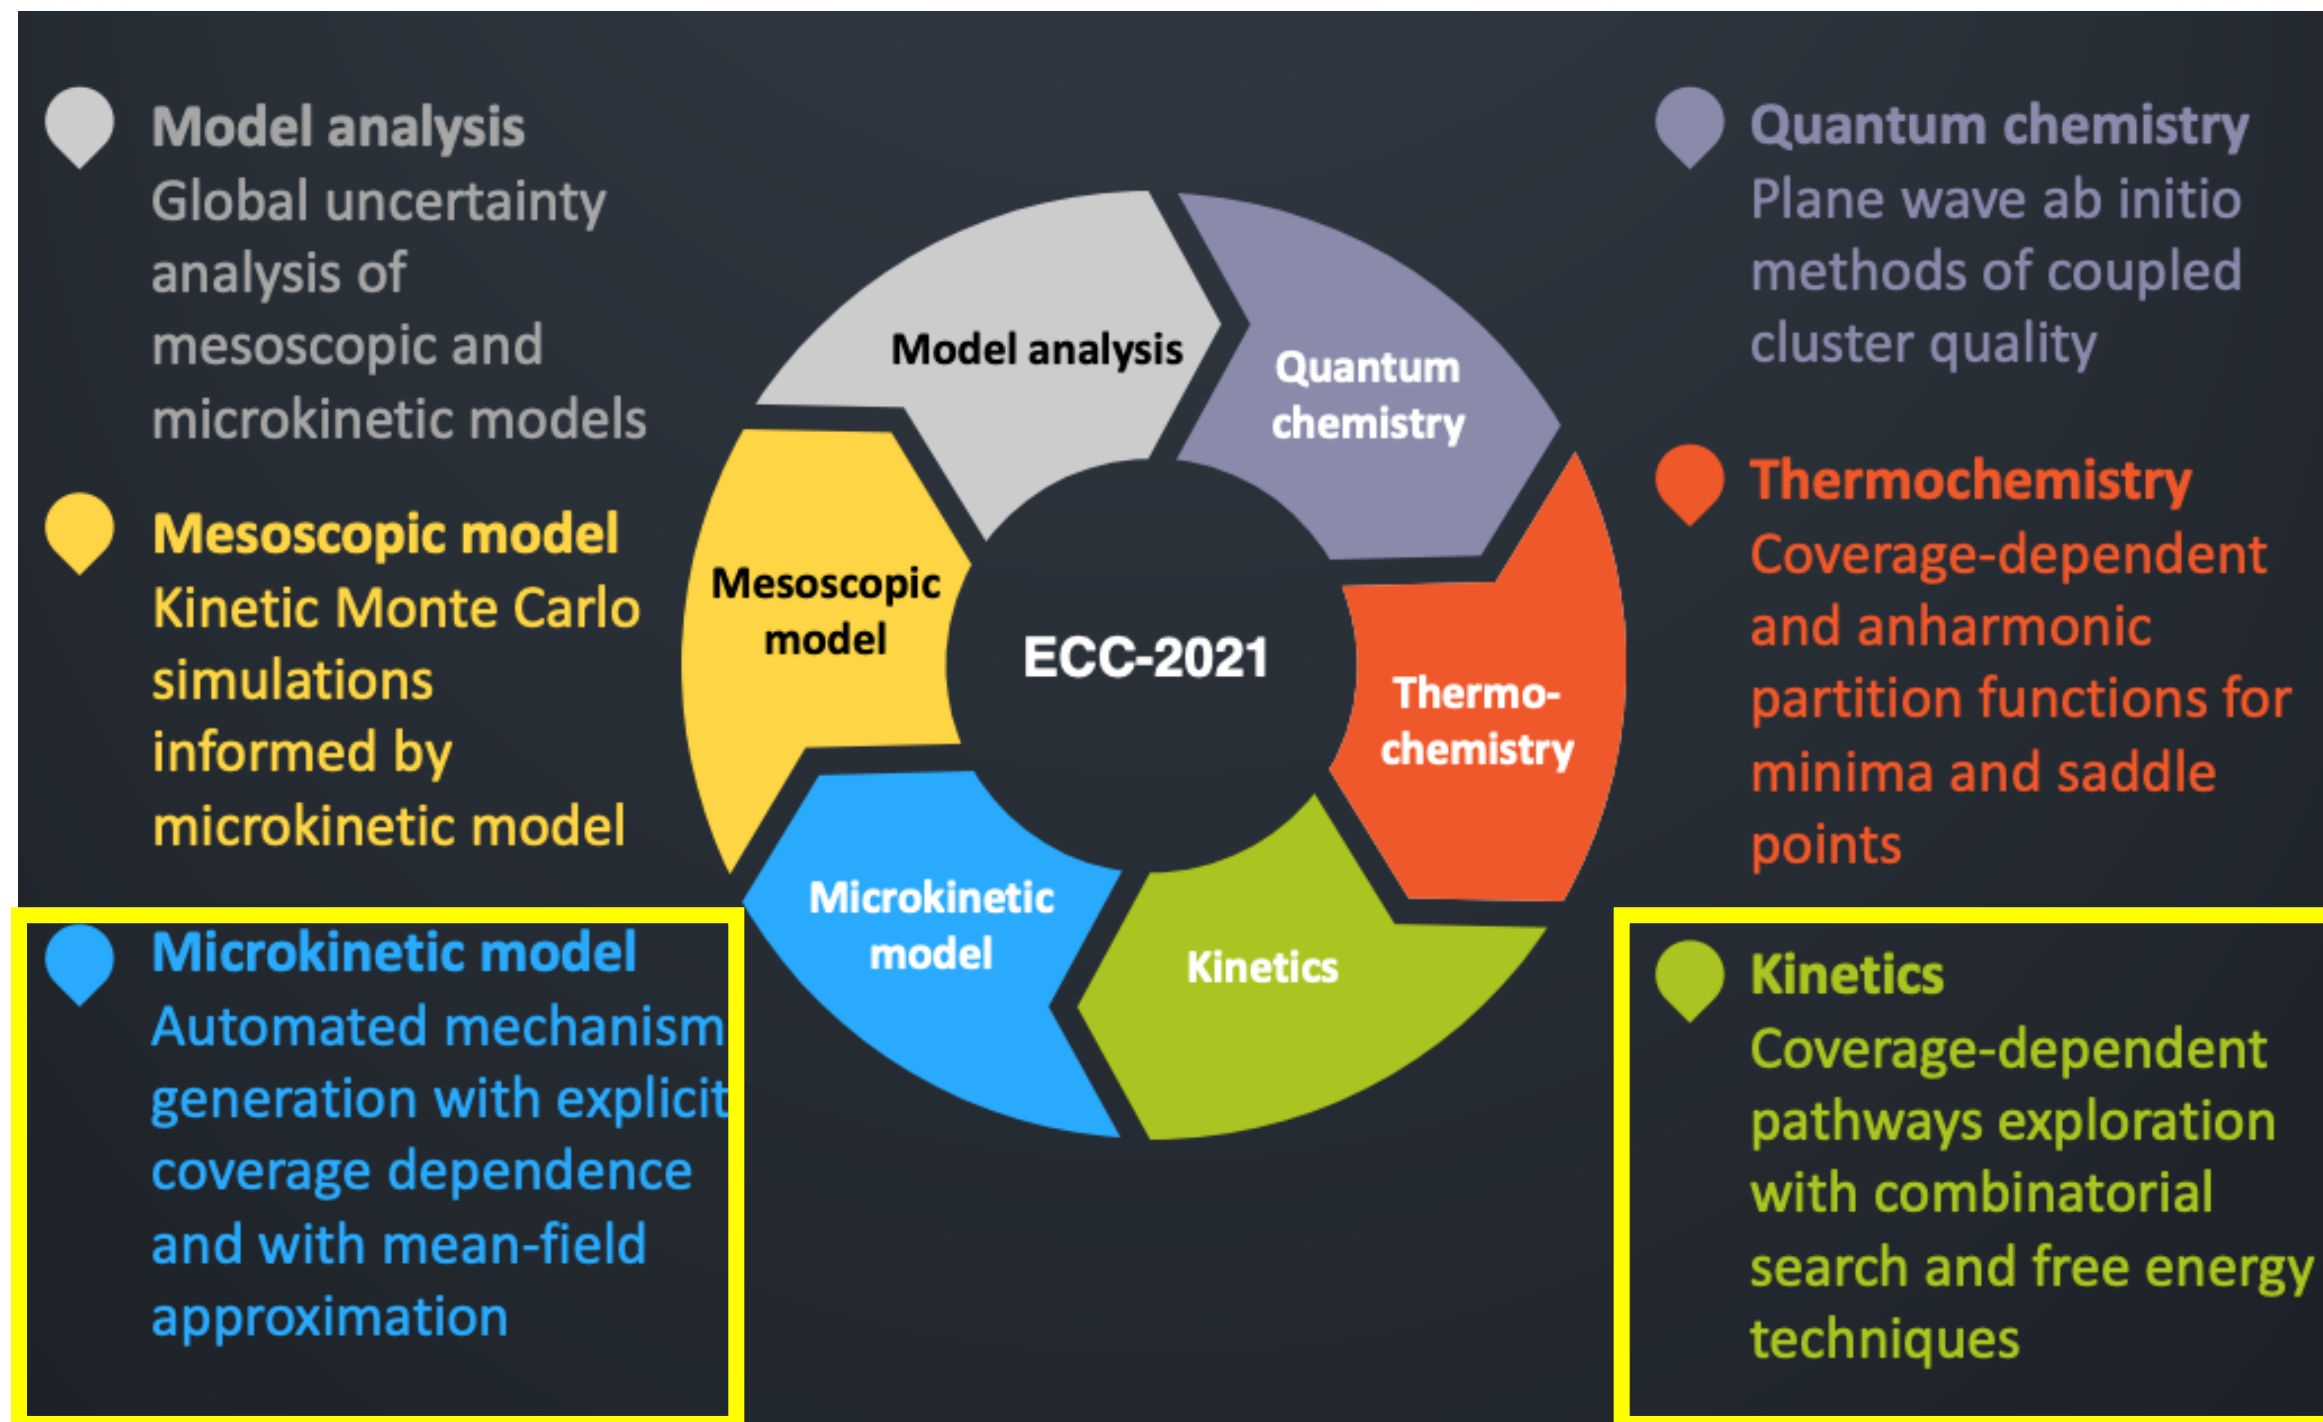 Model analysis
Global uncertainty
analysis of
mesoscopic and
microkinetic models
Mesoscopic model
Kinetic Monte Carlo
simulations
informed by
microkinetic model
Microkinetic model
Automated mechanism
generation with explicit
coverage dependence
and with mean-field
approximation
Model analysis
Quantum
chemistry
Mesoscopic
model
ECC-2021
Thermo-
chemistry
Microkinetic
model
Kinetics
Quantum chemistry
Plane wave ab initio
methods of coupled
cluster quality
Thermochemistry
Coverage-dependent
and anharmonic
partition functions for
minima and saddle
points
Kinetics
Coverage-dependent
pathways exploration
with combinatorial
search and free energy
techniques